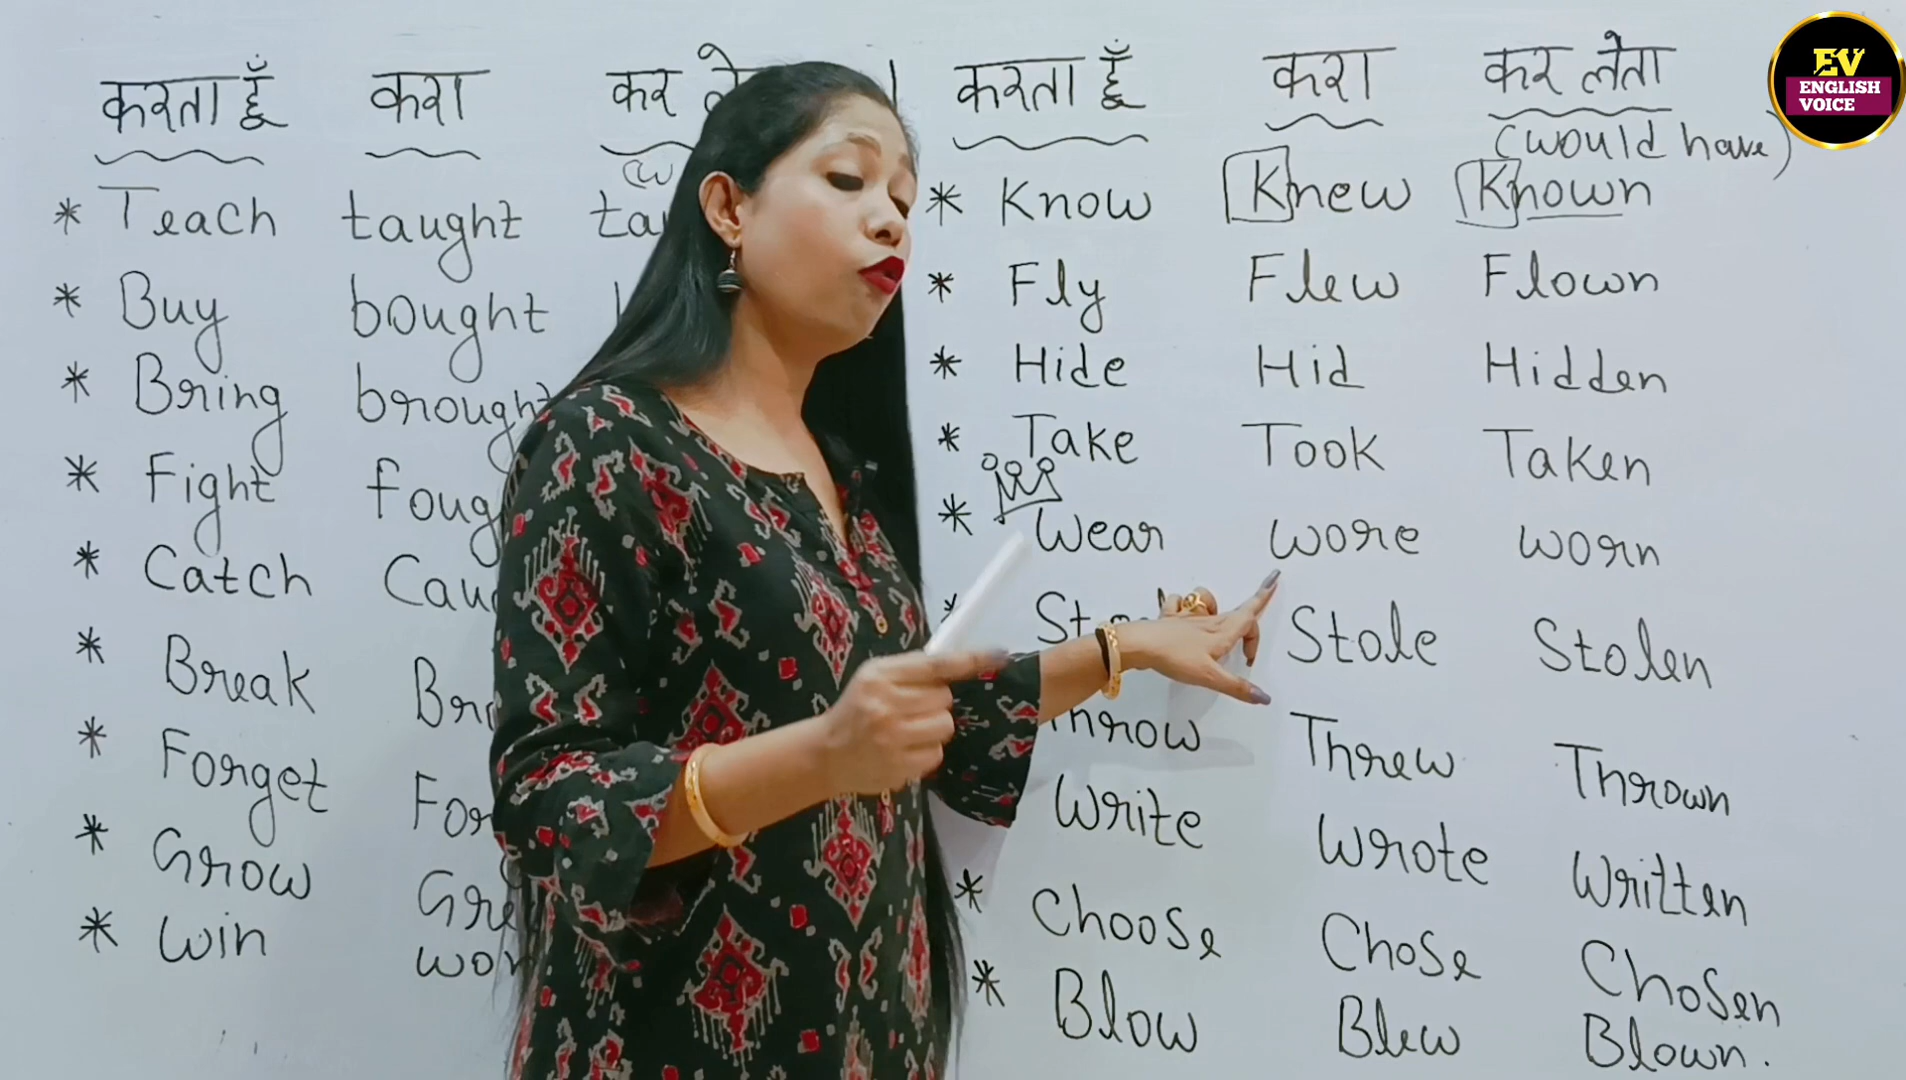 करता हूँ करा कर
Teach taught
Buy bought
Bring brought
Fight
Catch
Break
Forget
Grow
Win
करता हूँ करा कर लेता
(would have)
Know Knew Known
Fly Flew Flown
Hide Hid Hidden
Take Took Taken
Wear wore worn
Stole Stolen
Throw Threw Thrown
Write Wrote Written
Choose Chose Chosen
Blow Blew Blown.
EV
ENGLISH
VOICE